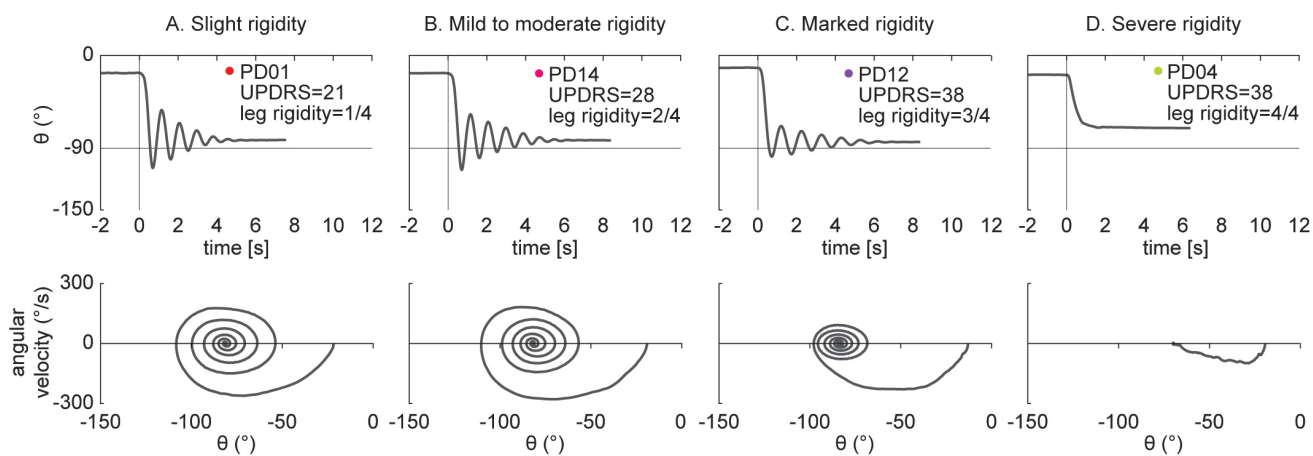 A. Slight rigidity
B. Mild to moderate rigidity
C. Marked rigidity
D. Severe rigidity
θ (°)
0
-90
-150
PD01
UPDRS=21
leg rigidity=1/4
PD14
UPDRS=28
leg rigidity=2/4
PD12
UPDRS=38
leg rigidity=3/4
PD04
UPDRS=38
leg rigidity=4/4
-2 0 2 4 6 8 10 12
time [s]
-2 0 2 4 6 8 10 12
time [s]
-2 0 2 4 6 8 10 12
time [s]
-2 0 2 4 6 8 10 12
time [s]
angular
velocity (°/s)
300
0
-300
-150 -100 -50 0
θ (°)
-150 -100 -50 0
θ (°)
-150 -100 -50 0
θ (°)
-150 -100 -50 0
θ (°)